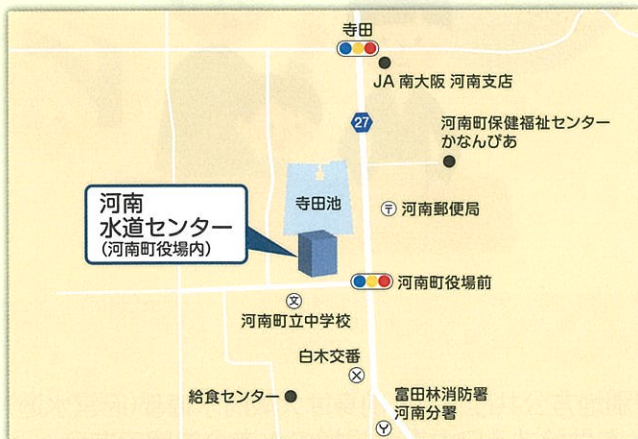 寺田
JA 南大阪 河南支店
27
河南町保健福祉センター
かなんぴあ
河南
水道センター
(河南町役場内)
寺田池
〒 河南郵便局
河南町役場前
文
河南町立中学校
白木交番
給食センター
富田林消防署
河南分署